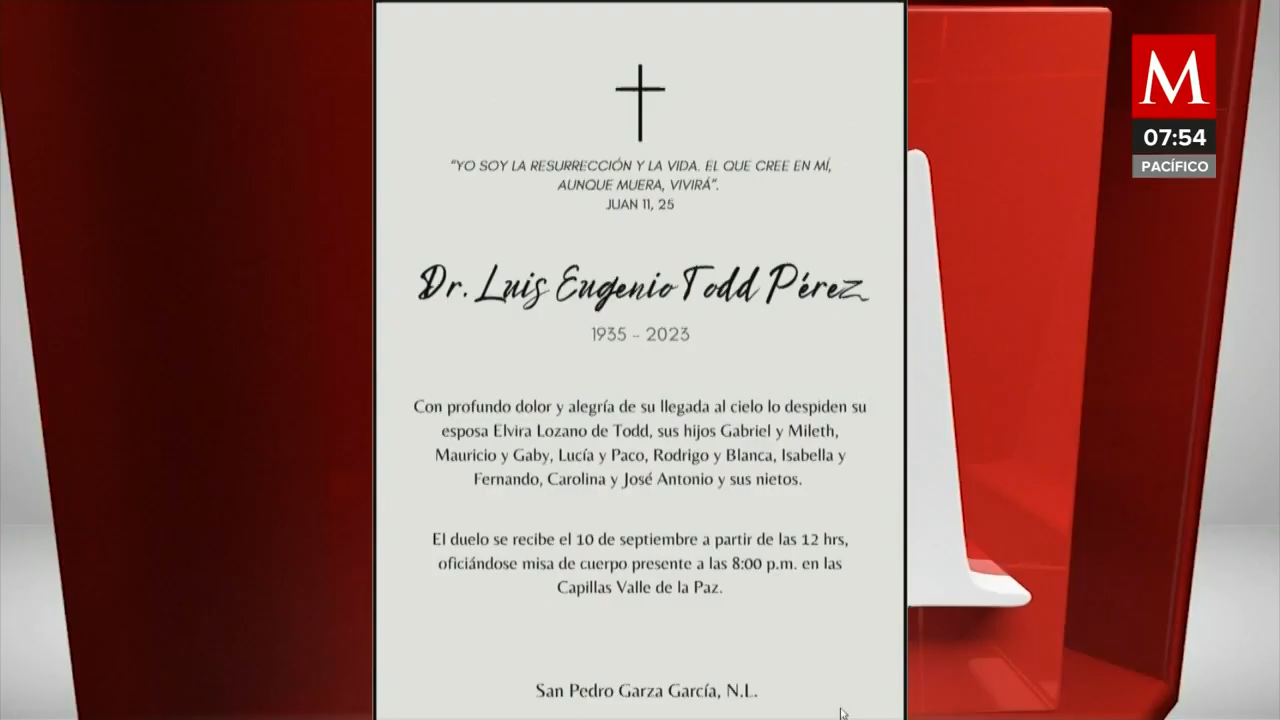 "YO SOY LA RESURRECCIÓN Y LA VIDA. EL QUE CREE EN MÍ,
AUNQUE MUERA, VIVIRÁ".
JUAN 11, 25
Dr. Luis Eugenio Todd Pérez
1935 - 2023
Con profundo dolor y alegría de su llegada al cielo lo despiden su
esposa Elvira Lozano de Todd, sus hijos Gabriel y Mileth,
Mauricio y Gaby, Lucía y Paco, Rodrigo y Blanca, Isabella y
Fernando, Carolina y José Antonio y sus nietos.
El duelo se recibe el 10 de septiembre a partir de las 12 hrs,
oficiándose misa de cuerpo presente a las 8:00 p.m. en las
Capillas Valle de la Paz.
San Pedro Garza García, N.L.
M
07:54
PACÍFICO